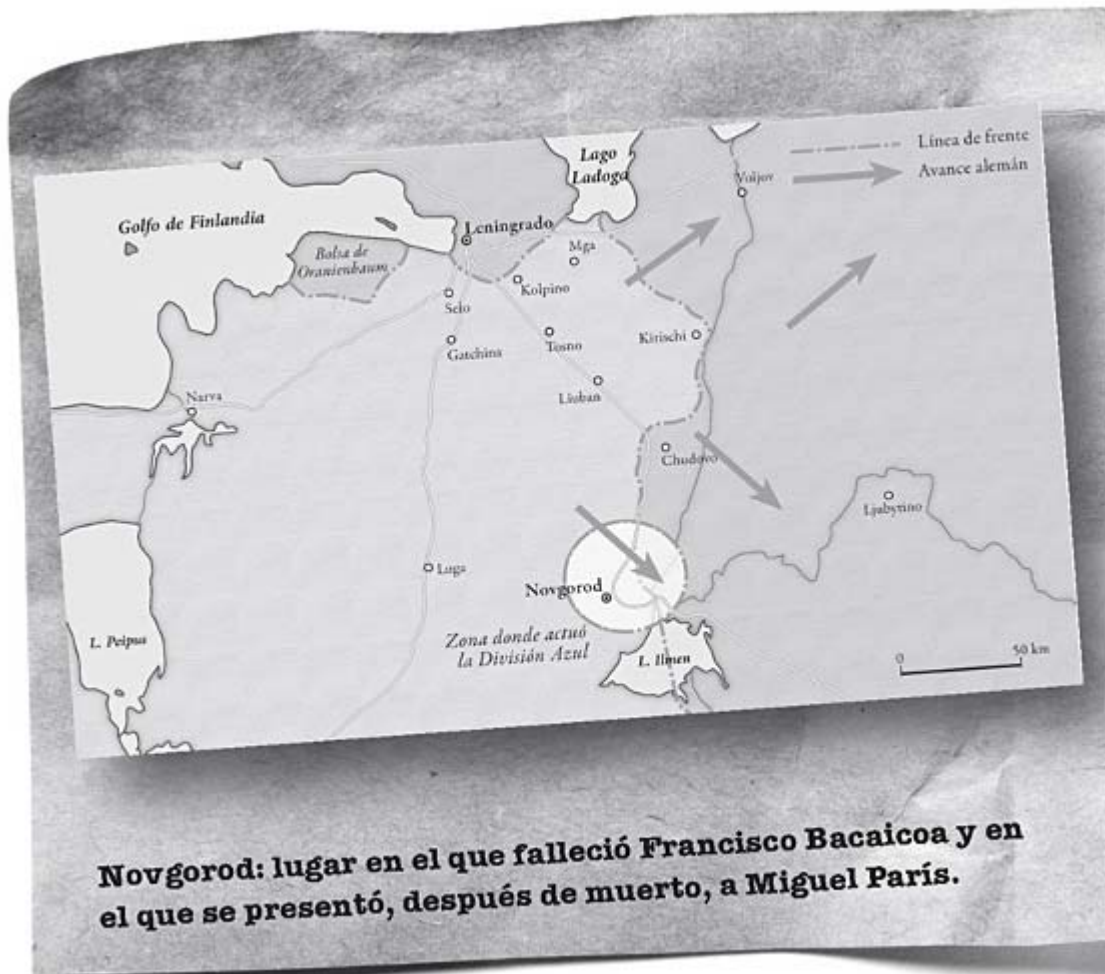 Línea de frente
Avance alemán
Lago
Ladoga
Voljov
Golfo de Finlandia
Leningrado
Bolsa de
Oranienbaum
Mga
Kolpino
Selo
Gatchina
Tosno
Kirischi
Narva
Liuban
Chudovo
Ljubytino
Luga
Novgorod
Zona donde actuó
la División Azul
L. Peipus
L. Ilmen
0
50 km
Novgorod: lugar en el que falleció Francisco Bacaicoa y en
el que se presentó, después de muerto, a Miguel París.